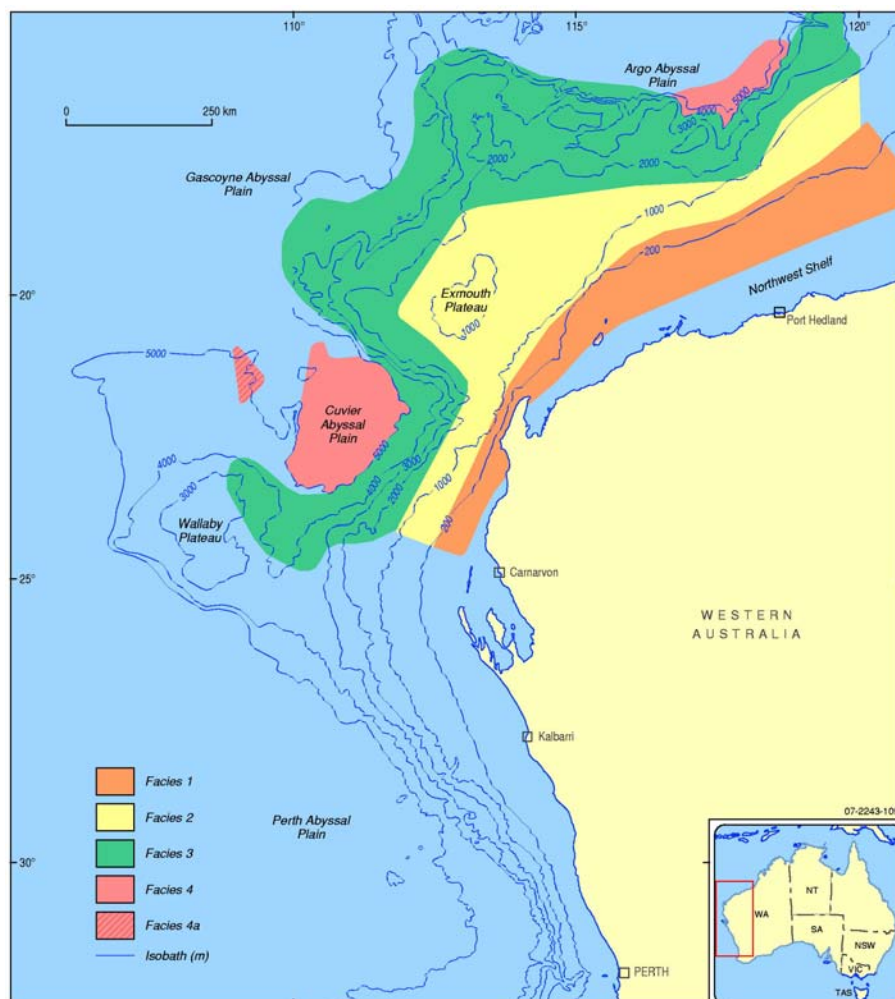 110°
115°
120°
0
250 km
Argo Abyssal
Plain
5000
4000
3000
2000
2000
Gascoyne Abyssal
Plain
1000
200
Northwest Shelf
Port Hedland
20°
Exmouth
Plateau
1000
5000
Cuvier
Abyssal
Plain
5000
4000
3000
4000
3000
2000
1000
200
Wallaby
Plateau
25°
Carnarvon
WESTERN
AUSTRALIA
Kalbarri
Perth Abyssal
Plain
30°
PERTH
Facies 1
Facies 2
Facies 3
Facies 4
Facies 4a
Isobath (m)
WA
NT
SA
NSW
VIC
TAS